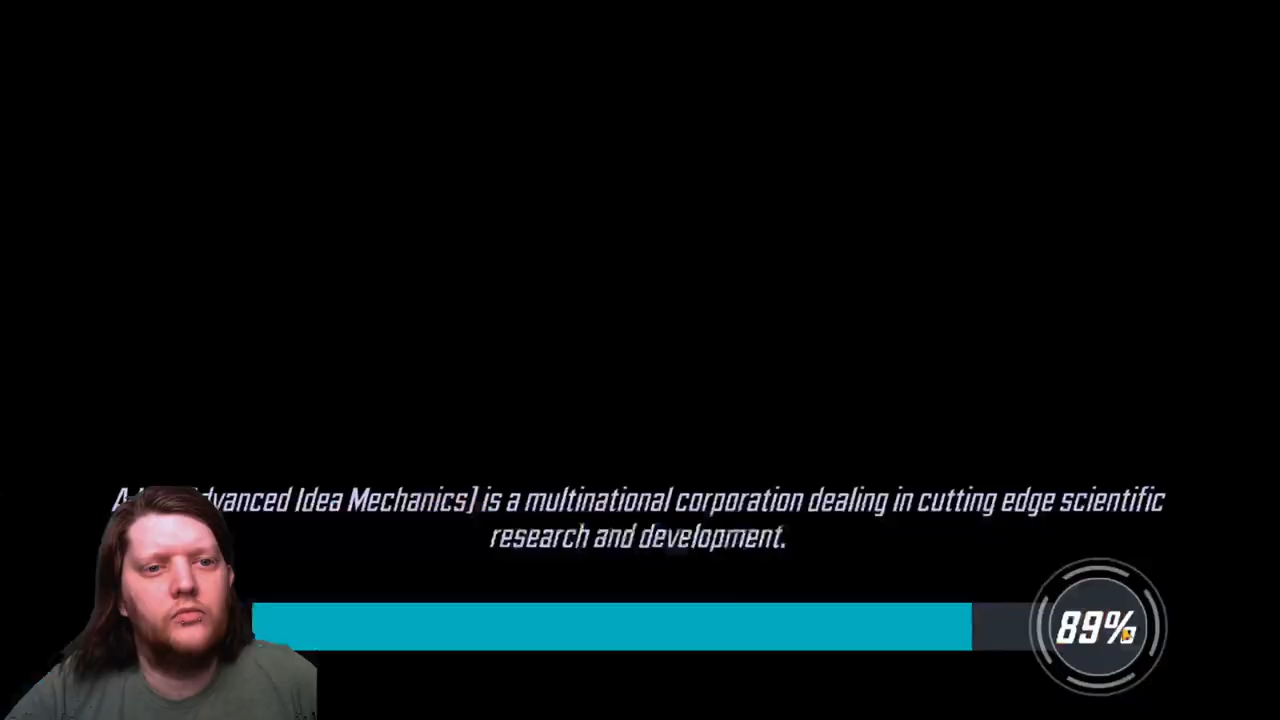 dvanced Idea Mechanics] is a multinational corporation dealing in cutting edge scientific
research and development.
89%